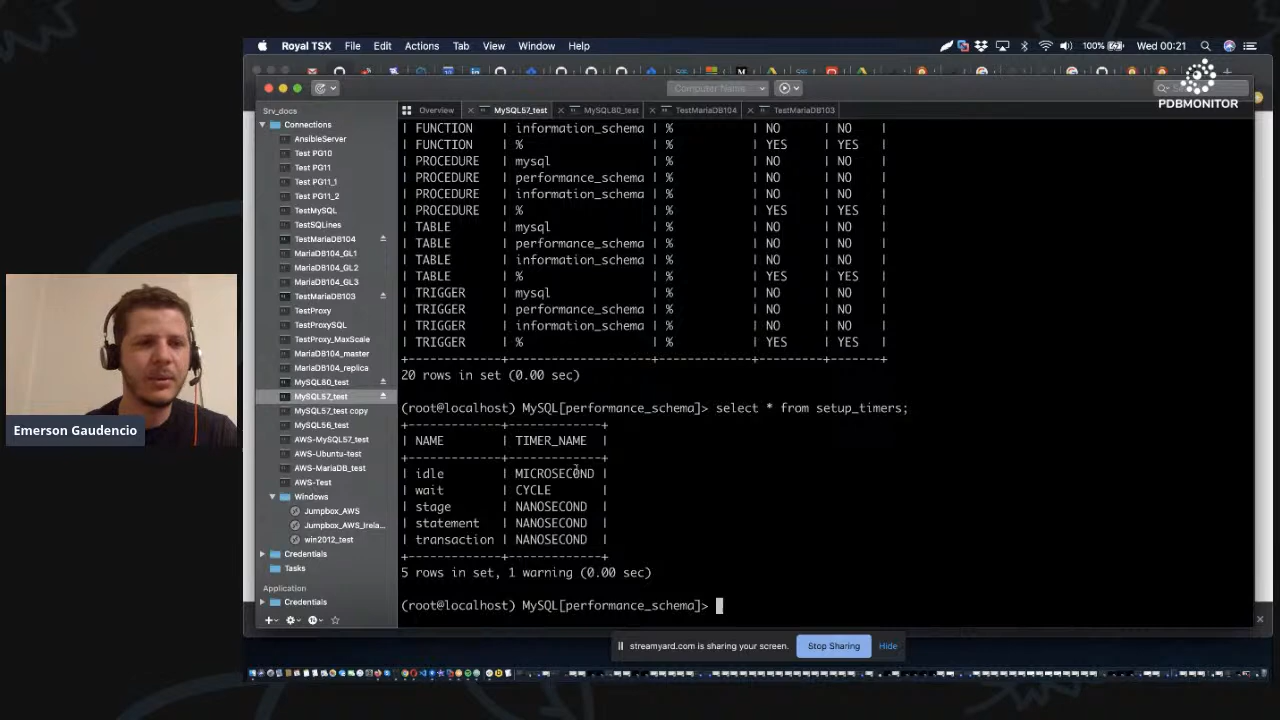 Royal TSX File Edit Actions Tab View Window Help 100% Wed 00:21
Computer Name
PDBMONITOR
Srv_docs
Overview MySQL57_test MySQL80_test TestMariaDB104 TestMariaDB103
Connections
AnsibleServer
Test PG10
Test PG11
Test PG11_1
Test PG11_2
TestMySQL
TestSQLines
TestMariaDB104
MariaDB104_GL1
MariaDB104_GL2
MariaDB104_GL3
TestMariaDB103
TestProxy
TestProxySQL
TestProxy_MaxScale
MariaDB104_master
MariaDB104_replica
MySQL80_test
MySQL57_test
MySQL57_test copy
MySQL56_test
AWS-MySQL57_test
AWS-Ubuntu-test
AWS-MariaDB_test
AWS-Test
Windows
Jumpbox_AWS
Jumpbox_AWS_Irela...
win2012_test
Credentials
Tasks
Application
Credentials
| FUNCTION | information_schema | % | NO | NO |
| FUNCTION | % | % | YES | YES |
| PROCEDURE | mysql | % | NO | NO |
| PROCEDURE | performance_schema | % | NO | NO |
| PROCEDURE | information_schema | % | NO | NO |
| PROCEDURE | % | % | YES | YES |
| TABLE | mysql | % | NO | NO |
| TABLE | performance_schema | % | NO | NO |
| TABLE | information_schema | % | NO | NO |
| TABLE | % | % | YES | YES |
| TRIGGER | mysql | % | NO | NO |
| TRIGGER | performance_schema | % | NO | NO |
| TRIGGER | information_schema | % | NO | NO |
| TRIGGER | % | % | YES | YES |
+-------------+--------------------+-------------+---------+-------+
20 rows in set (0.00 sec)
(root@localhost) MySQL[performance_schema]> select * from setup_timers;
+-------------+-------------+
| NAME | TIMER_NAME |
+-------------+-------------+
| idle | MICROSECOND |
| wait | CYCLE |
| stage | NANOSECOND |
| statement | NANOSECOND |
| transaction | NANOSECOND |
+-------------+-------------+
5 rows in set, 1 warning (0.00 sec)
(root@localhost) MySQL[performance_schema]>
Emerson Gaudencio
streamyard.com is sharing your screen. Stop Sharing Hide